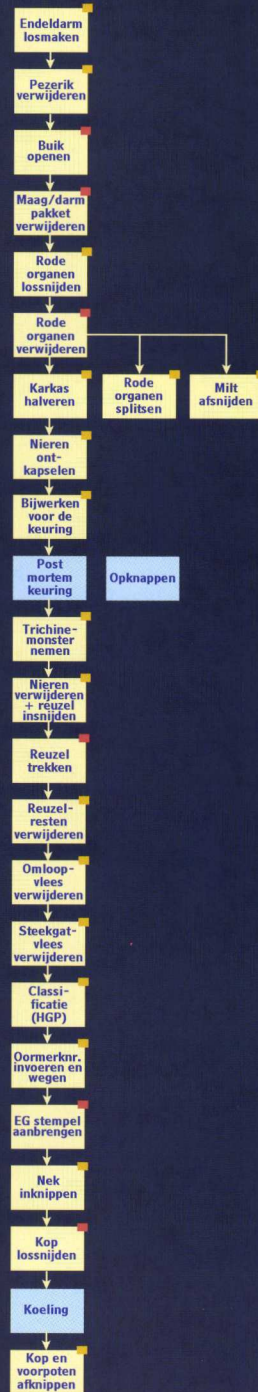 Endeldarm
losmaken
Pezerik
verwijderen
Buik
openen
Maag/darm
pakket
verwijderen
Rode
organen
lossnijden
Rode
organen
verwijderen
Karkas
halveren
Rode
organen
splitsen
Milt
afsnijden
Nieren
ont-
kapselen
Bijwerken
voor de
keuring
Post
mortem
keuring
Opknappen
Trichine-
monster
nemen
Nieren
verwijderen
+ reuzel
insnijden
Reuzel
trekken
Reuzel-
resten
verwijderen
Omloop-
vlees
verwijderen
Steekgat-
vlees
verwijderen
Classi-
ficatie
(HGP)
Oormerknr.
invoeren en
wegen
EG stempel
aanbrengen
Nek
inknippen
Kop
lossnijden
Koeling
Kop en
voorpoten
afknippen